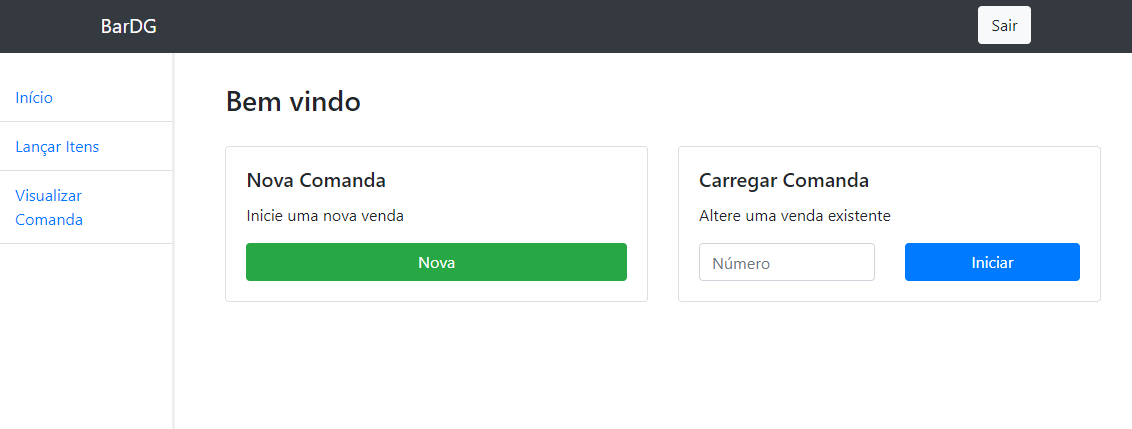 BarDG
Sair
Início
Lançar Itens
Visualizar
Comanda
Bem vindo
Nova Comanda
Inicie uma nova venda
Nova
Carregar Comanda
Altere uma venda existente
Número
Iniciar